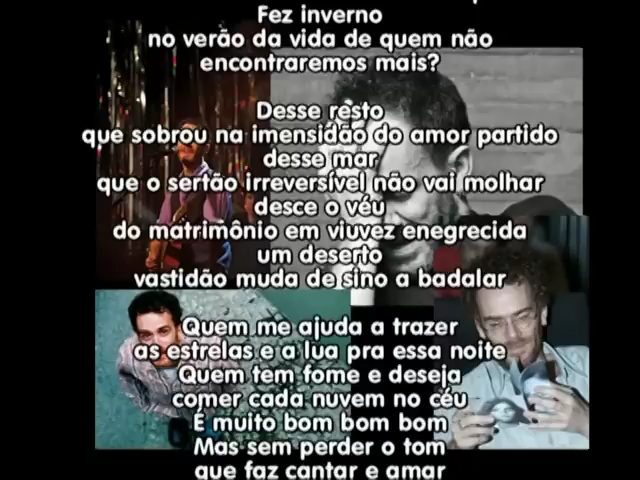 Fez inverno
no verão da vida de quem não
encontraremos mais?
Desse resto
que sobrou na imensidão do amor partido
desse mar
que o sertão irreversível não vai molhar
desce o véu
do matrimônio em viuvez enegrecida
um deserto
vastidão muda de sino a badalar
Quem me ajuda a trazer
as estrelas e a lua pra essa noite
Quem tem fome e deseja
comer cada nuvem no céu
É muito bom bom bom
Mas sem perder o tom
que faz cantar e amar